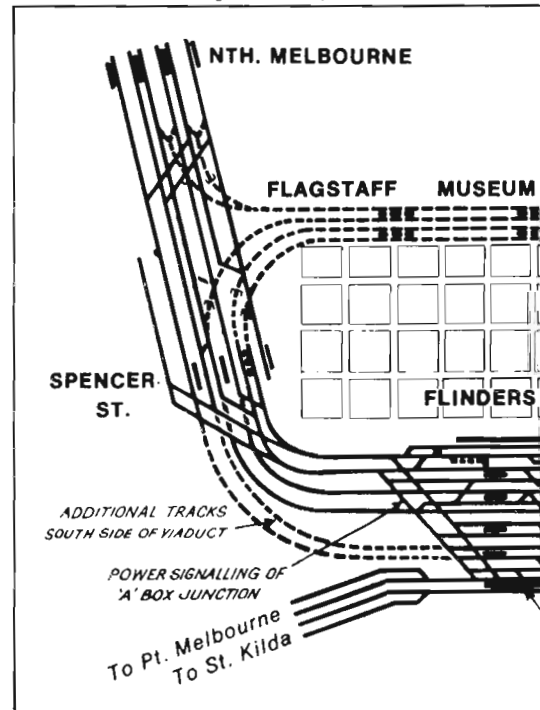 NTH. MELBOURNE
FLAGSTAFF MUSEUM
SPENCER
ST.
FLINDERS
ADDITIONAL TRACKS
SOUTH SIDE OF VIADUCT
POWER SIGNALLING OF
'A' BOX JUNCTION
To Pt. Melbourne
To St. Kilda